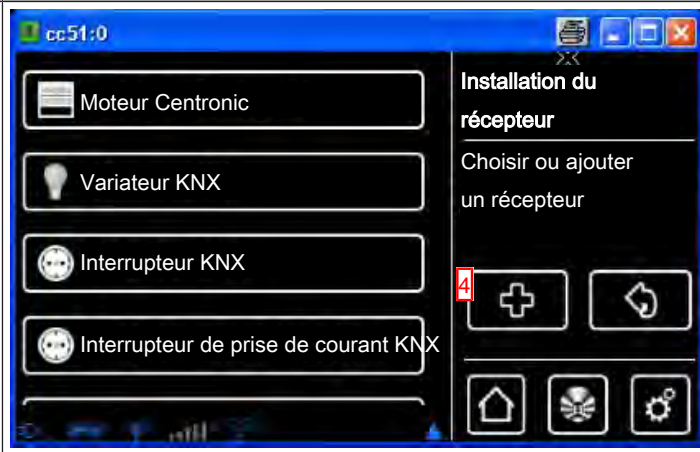 cc51:0
Moteur Centronic
Variateur KNX
Interrupteur KNX
Interrupteur de prise de courant KNX
Installation du
récepteur
Choisir ou ajouter
un récepteur
4